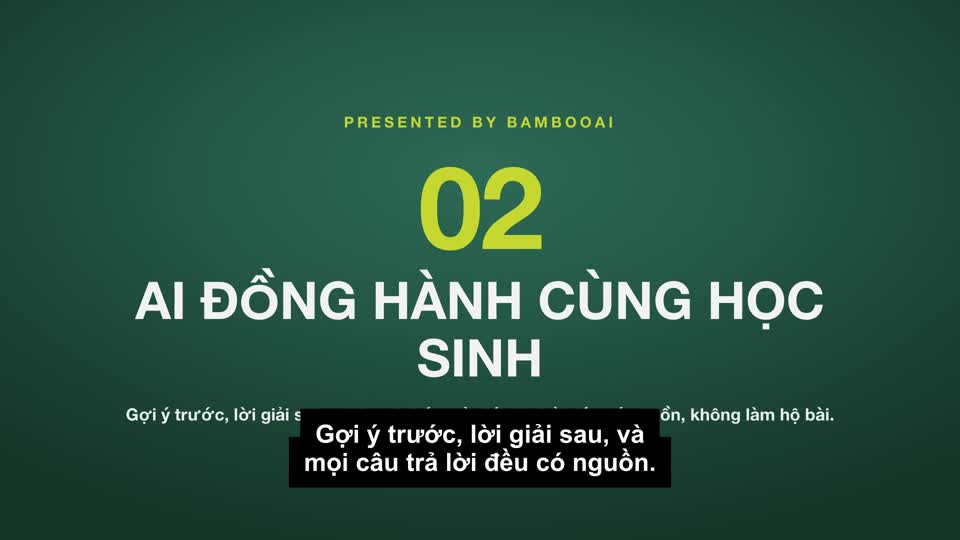 PRESENTED BY BAMBOOAI
02
AI ĐỒNG HÀNH CÙNG HỌC
SINH
Gợi ý trước, lời giải nguồn, không làm hộ bài.
Gợi ý trước, lời giải sau, và
mọi câu trả lời đều có nguồn.